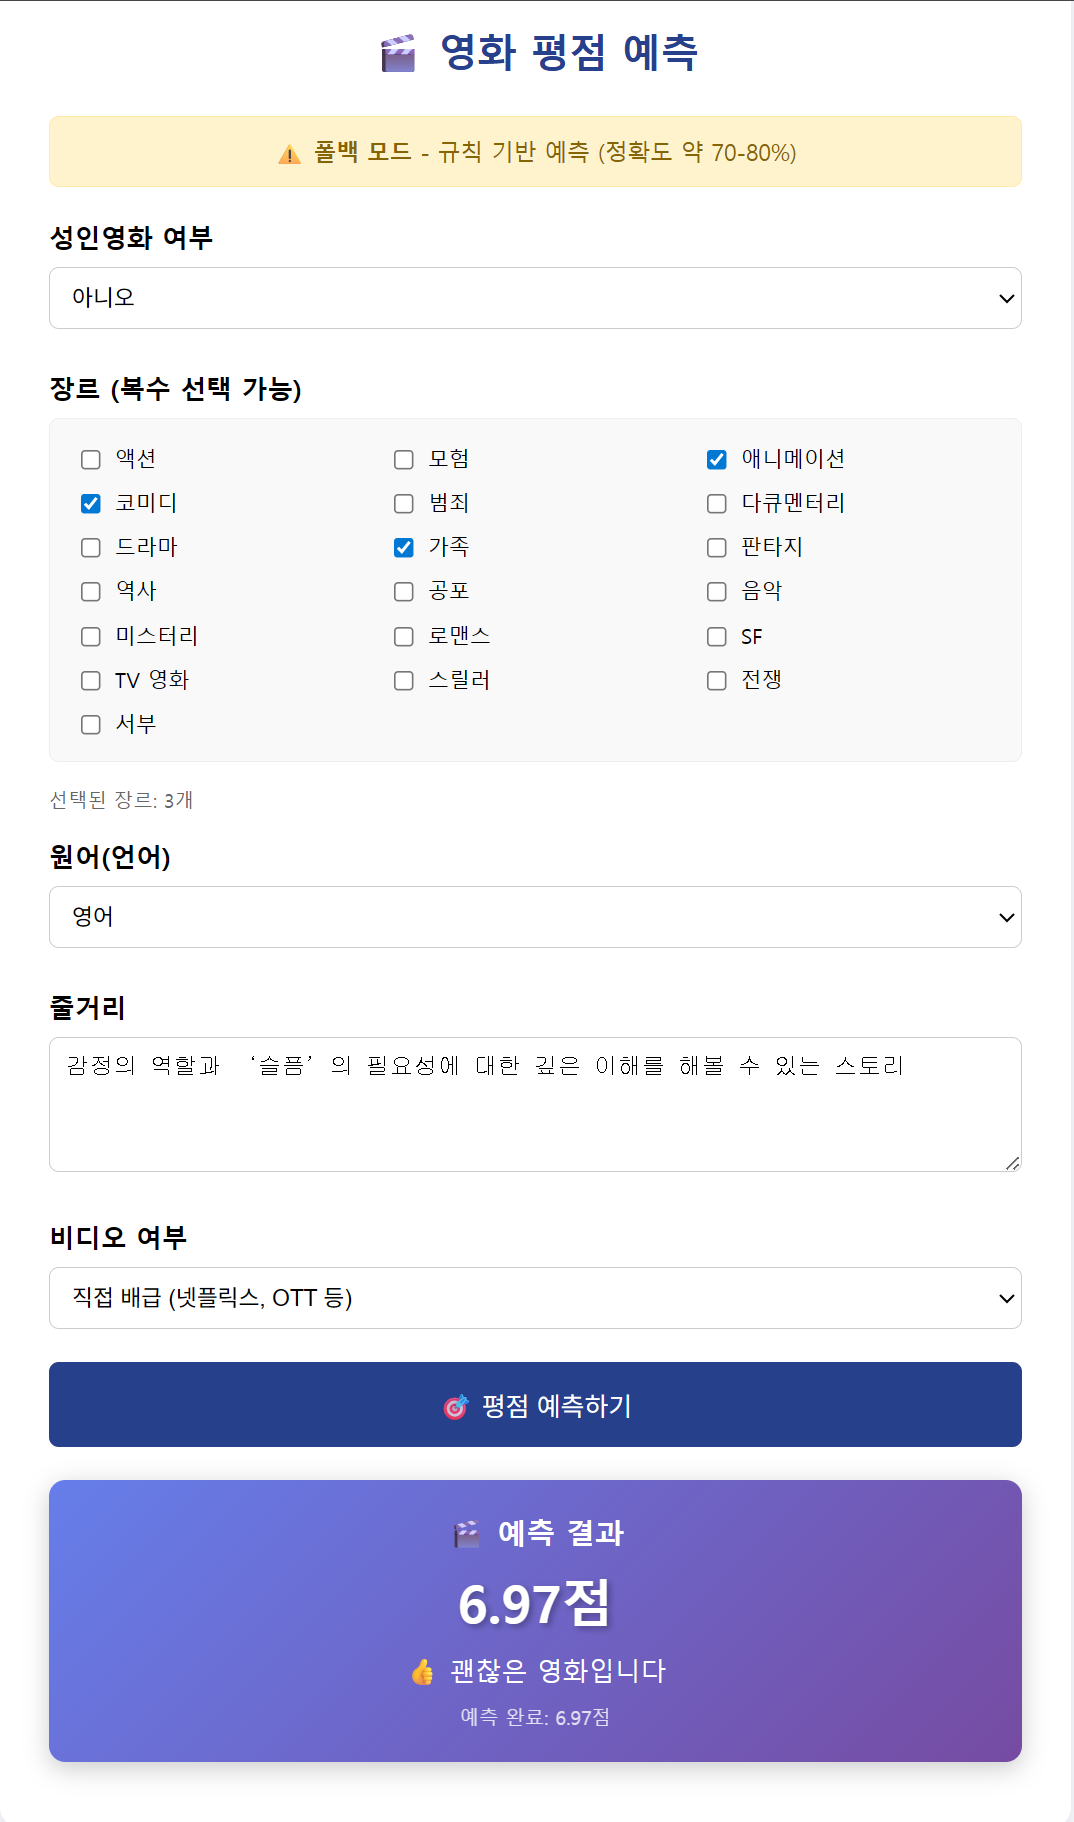 🎬 영화 평점 예측
⚠️ 폴백 모드 - 규칙 기반 예측 (정확도 약 70-80%)
성인영화 여부
아니오
장르 (복수 선택 가능)
액션 모험 애니메이션
코미디 범죄 다큐멘터리
드라마 가족 판타지
역사 공포 음악
미스터리 로맨스 SF
TV 영화 스릴러 전쟁
서부
선택된 장르: 3개
원어(언어)
영어
줄거리
감정의 역할과 ‘슬픔’의 필요성에 대한 깊은 이해를 해볼 수 있는 스토리
비디오 여부
직접 배급 (넷플릭스, OTT 등)
🎯 평점 예측하기
🎬 예측 결과
6.97점
👍 괜찮은 영화입니다
예측 완료: 6.97점